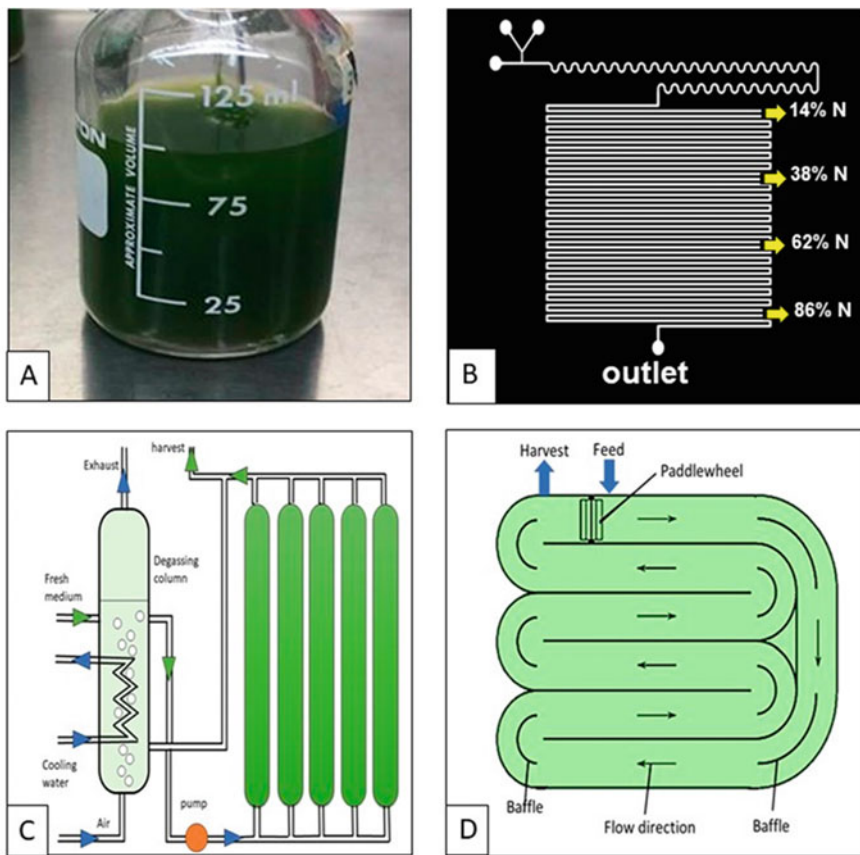 125 ml
TON
75
APPROXIMATE VOLUME
25
A
14% N
38% N
62% N
86% N
outlet
B
harvest
Exhaust
Degassing
column
Fresh
medium
Cooling
water
pump
Air
C
Harvest
Feed
Paddlewheel
Baffle
Flow direction
Baffle
D